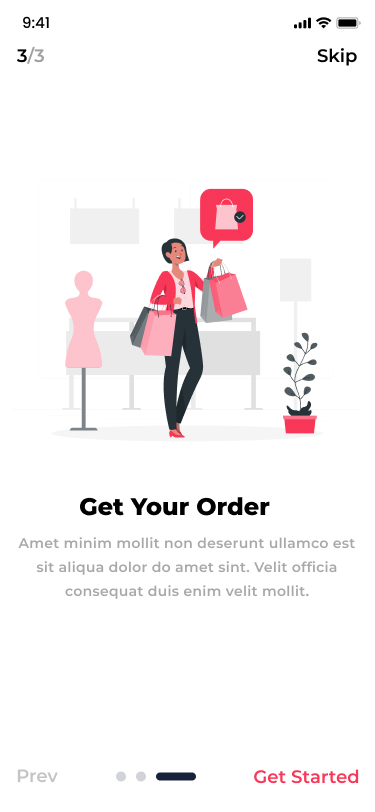 9:41
3/3
Skip
Get Your Order
Amet minim mollit non deserunt ullamco est
sit aliqua dolor do amet sint. Velit officia
consequat duis enim velit mollit.
Prev
Get Started